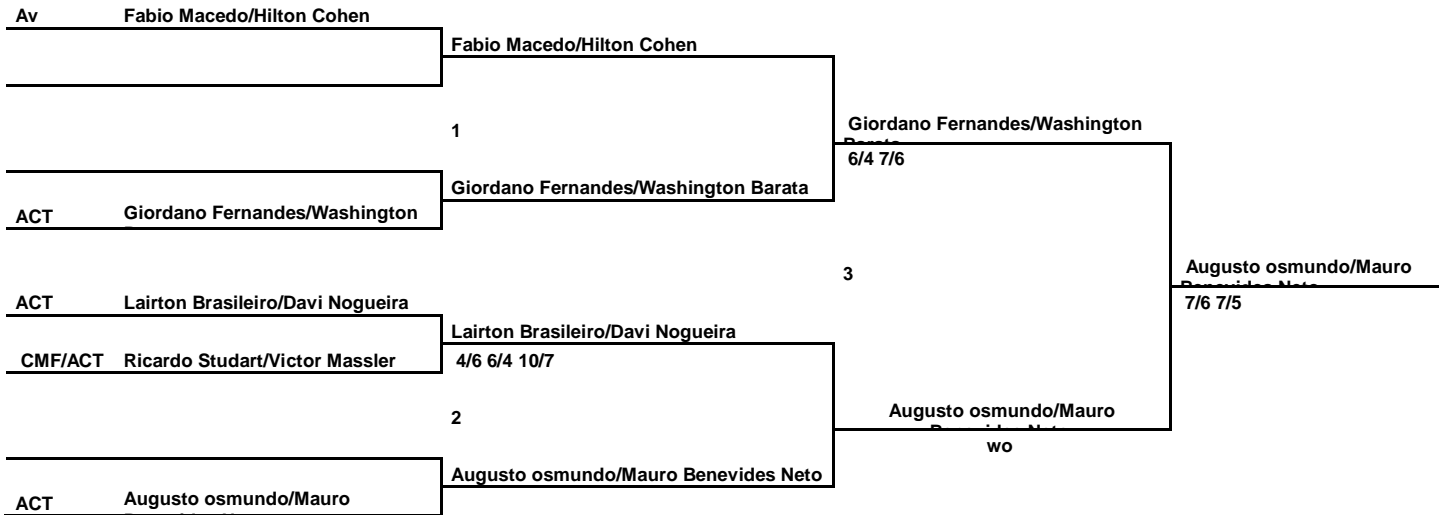 Av Fabio Macedo/Hilton Cohen
Fabio Macedo/Hilton Cohen
1
Giordano Fernandes/Washington
6/4 7/6
Giordano Fernandes/Washington Barata
ACT Giordano Fernandes/Washington
3
Augusto osmundo/Mauro
7/6 7/5
ACT Lairton Brasileiro/Davi Nogueira
Lairton Brasileiro/Davi Nogueira
CMF/ACT Ricardo Studart/Victor Massler
4/6 6/4 10/7
2
Augusto osmundo/Mauro
wo
Augusto osmundo/Mauro Benevides Neto
ACT Augusto osmundo/Mauro